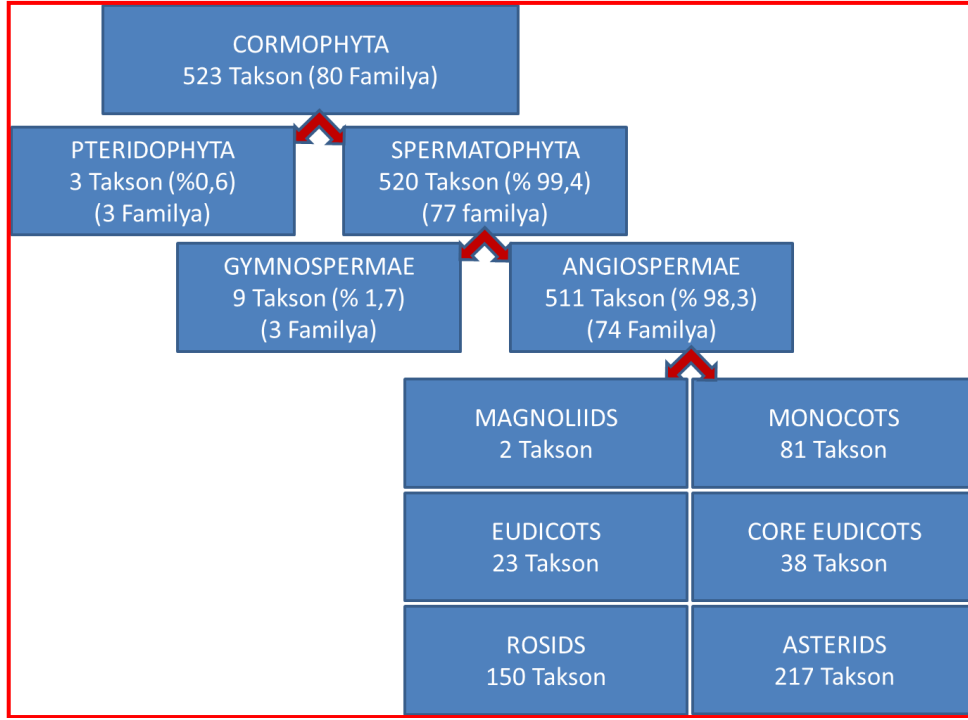 CORMOPHYTA
523 Takson (80 Familya)
PTERIDOPHYTA
3 Takson (%0,6)
(3 Familya)
SPERMATOPHYTA
520 Takson (% 99,4)
(77 familya)
GYMNOSPERMAE
9 Takson (% 1,7)
(3 Familya)
ANGIOSPERMAE
511 Takson (% 98,3)
(74 Familya)
MAGNOLIIDS
2 Takson
MONOCOTS
81 Takson
EUDICOTS
23 Takson
CORE EUDICOTS
38 Takson
ROSIDS
150 Takson
ASTERIDS
217 Takson